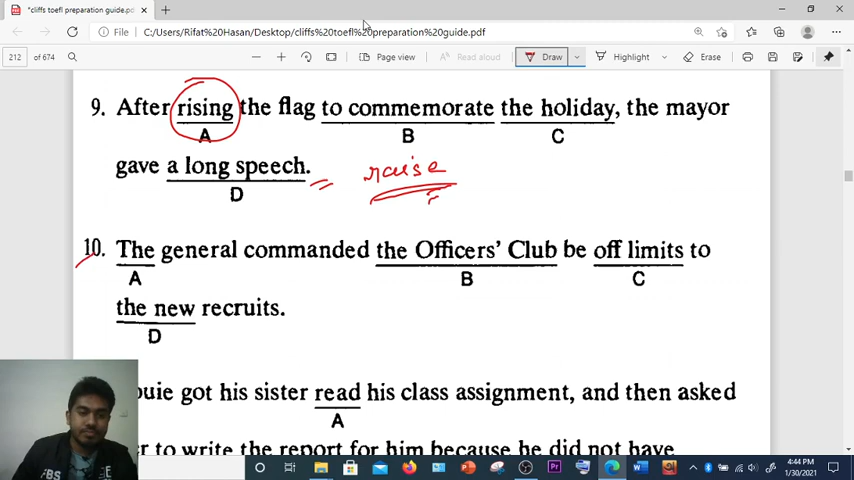 *cliffs toefl preparation guide.pd
File
C:/Users/Rifat%20Hasan/Desktop/cliffs%20toefl%20preparation%20guide.pdf
212 of 674
Page view
Read aloud
Draw
Highlight
Erase
9. After rising the flag to commemorate the holiday, the mayor
A B C
gave a long speech.
D
raise
10. The general commanded the Officers' Club be off limits to
A B C
the new recruits.
D
ouie got his sister read his class assignment, and then asked
A
er to write the report for him because he did not have
4:44 PM
1/30/2021